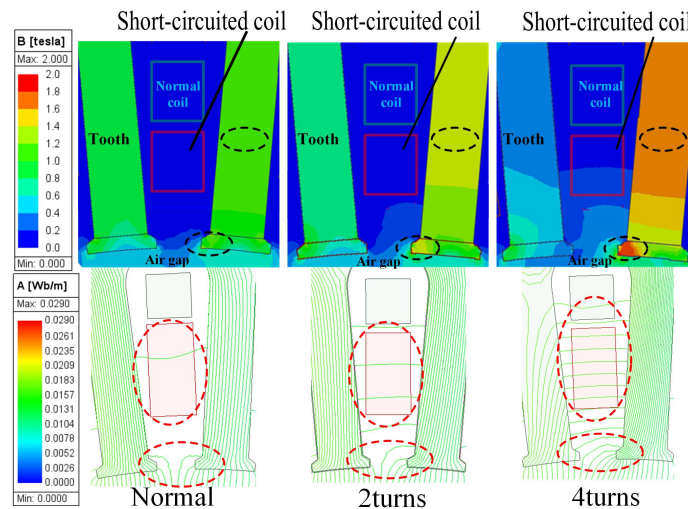 Short-circuited coil
Short-circuited coil
Short-circuited coil
B [tesla]
Max: 2.000
2.0
1.8
1.6
1.4
1.2
1.0
0.8
0.6
0.4
0.2
0.0
Min: 0.000
Normal
coil
Tooth
Air gap
Normal
coil
Tooth
Air gap
Normal
coil
Tooth
Air gap
A [Wb/m]
Max: 0.0290
0.0290
0.0265
0.0239
0.0209
0.0183
0.0157
0.0131
0.0104
0.0078
0.0052
0.0026
0.0000
Min: 0.0000
Normal
2turns
4turns